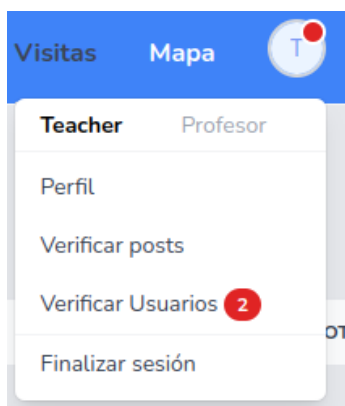 Visitas Mapa T
Teacher Profesor
Perfil
Verificar posts
Verificar Usuarios 2
Finalizar sesión